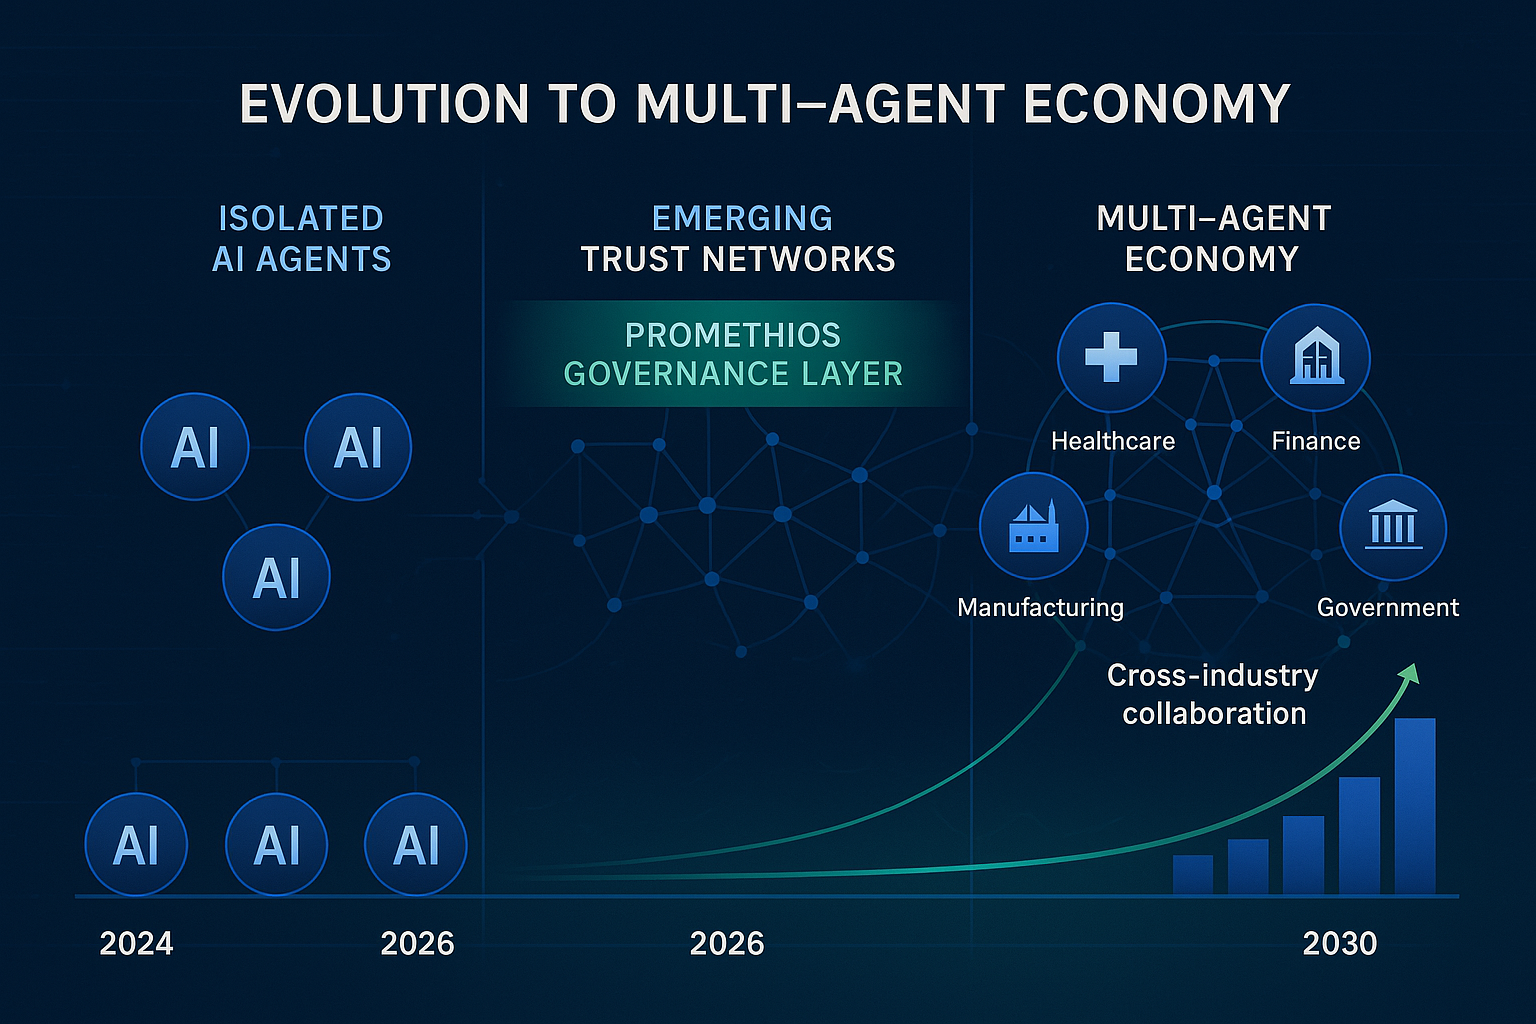 EVOLUTION TO MULTI–AGENT ECONOMY
ISOLATED
AI AGENTS
EMERGING
TRUST NETWORKS
PROMETHIOS
GOVERNANCE LAYER
MULTI–AGENT
ECONOMY
AI
AI
AI
Healthcare
Finance
Manufacturing
Government
Cross-industry
collaboration
AI
AI
AI
2024
2026
2026
2030